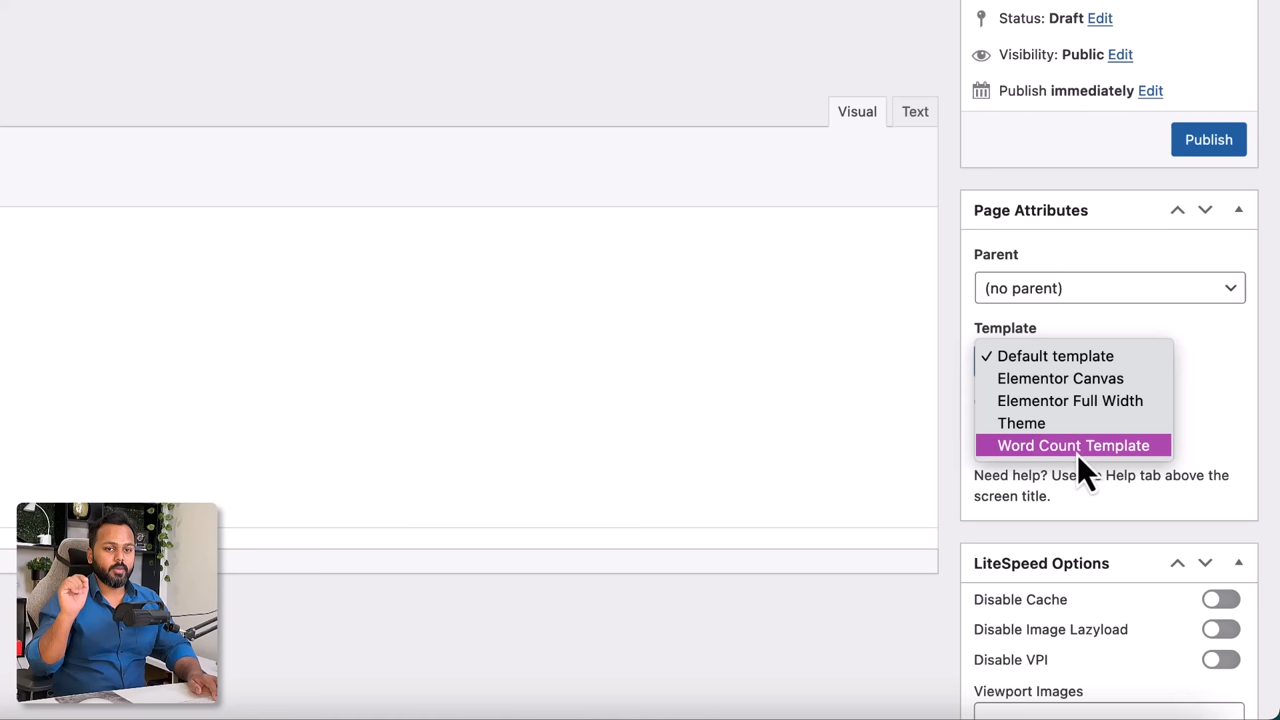 Status: Draft Edit
Visibility: Public Edit
Publish immediately Edit
Visual Text
Publish
Page Attributes
Parent
(no parent)
Template
✓ Default template
Elementor Canvas
Elementor Full Width
Theme
Word Count Template
Need help? Use Help tab above the
screen title.
LiteSpeed Options
Disable Cache
Disable Image Lazyload
Disable VPI
Viewport Images